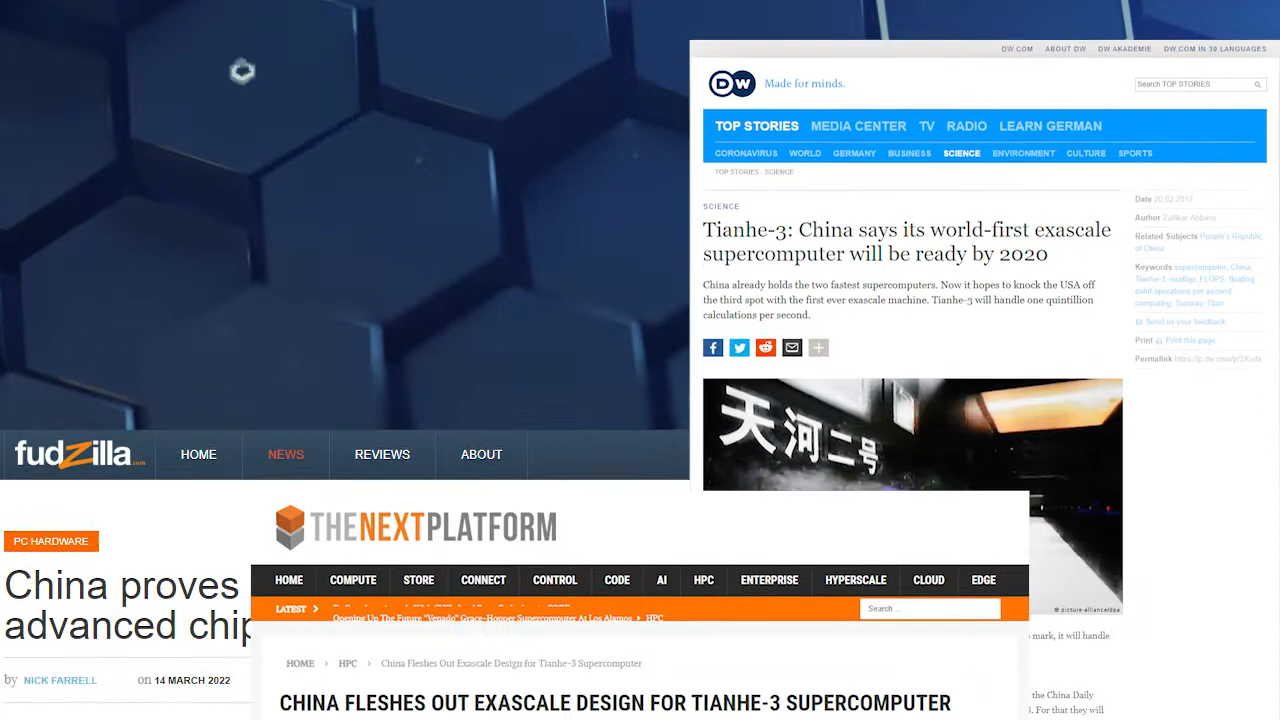 DW.COM ABOUT DW DW AKADEMIE DW.COM IN 30 LANGUAGES
DW Made for minds.
Search TOP STORIES
TOP STORIES MEDIA CENTER TV RADIO LEARN GERMAN
CORONAVIRUS WORLD GERMANY BUSINESS SCIENCE ENVIRONMENT CULTURE SPORTS
TOP STORIES SCIENCE
SCIENCE
Tianhe-3: China says its world-first exascale
supercomputer will be ready by 2020
China already holds the two fastest supercomputers. Now it hopes to knock the USA off
the third spot with the first ever exascale machine. Tianhe-3 will handle one quintillion
calculations per second.
Date 20.02.2017
Author Zulfikar Abbany
Related Subjects People's Republic
of China
Keywords supercomputer, China,
Tianhe-3, exaflop, FLOPS, floating
point operations per second
computing, Sunway, Titan
Send us your feedback.
Print Print this page
Permalink https://p.dw.com/p/2Xudx
天河二号
© picture-alliance/dpa
mark, it will handle
the China Daily
For that they will
fudzilla.com HOME NEWS REVIEWS ABOUT
PC HARDWARE
China proves
advanced chip
by NICK FARRELL on 14 MARCH 2022
THENEXTPLATFORM
HOME COMPUTE STORE CONNECT CONTROL CODE AI HPC ENTERPRISE HYPERSCALE CLOUD EDGE
LATEST
Opening Up The Future "Venado" Grace-Hopper Supercomputer At Los Alamos HPC
Search ...
HOME HPC China Fleshes Out Exascale Design for Tianhe-3 Supercomputer
CHINA FLESHES OUT EXASCALE DESIGN FOR TIANHE-3 SUPERCOMPUTER